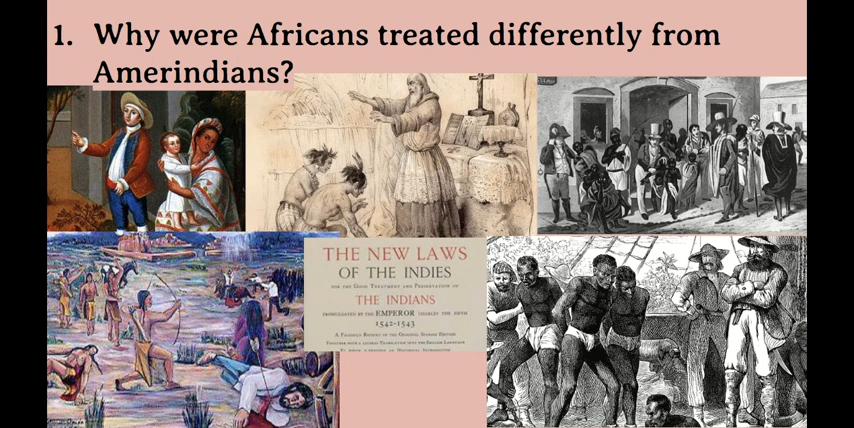 1. Why were Africans treated differently from
Amerindians?
THE NEW LAWS
OF THE INDIES
FOR THE GOOD TREATMENT AND PRESERVATION OF
THE INDIANS
PROMULGATED BY THE EMPEROR CHARLES THE FIFTH
1542-1543
A FACSIMILE REPRINT OF THE ORIGINAL SPANISH EDITION
TOGETHER WITH A LITERAL TRANSLATION INTO THE ENGLISH LANGUAGE